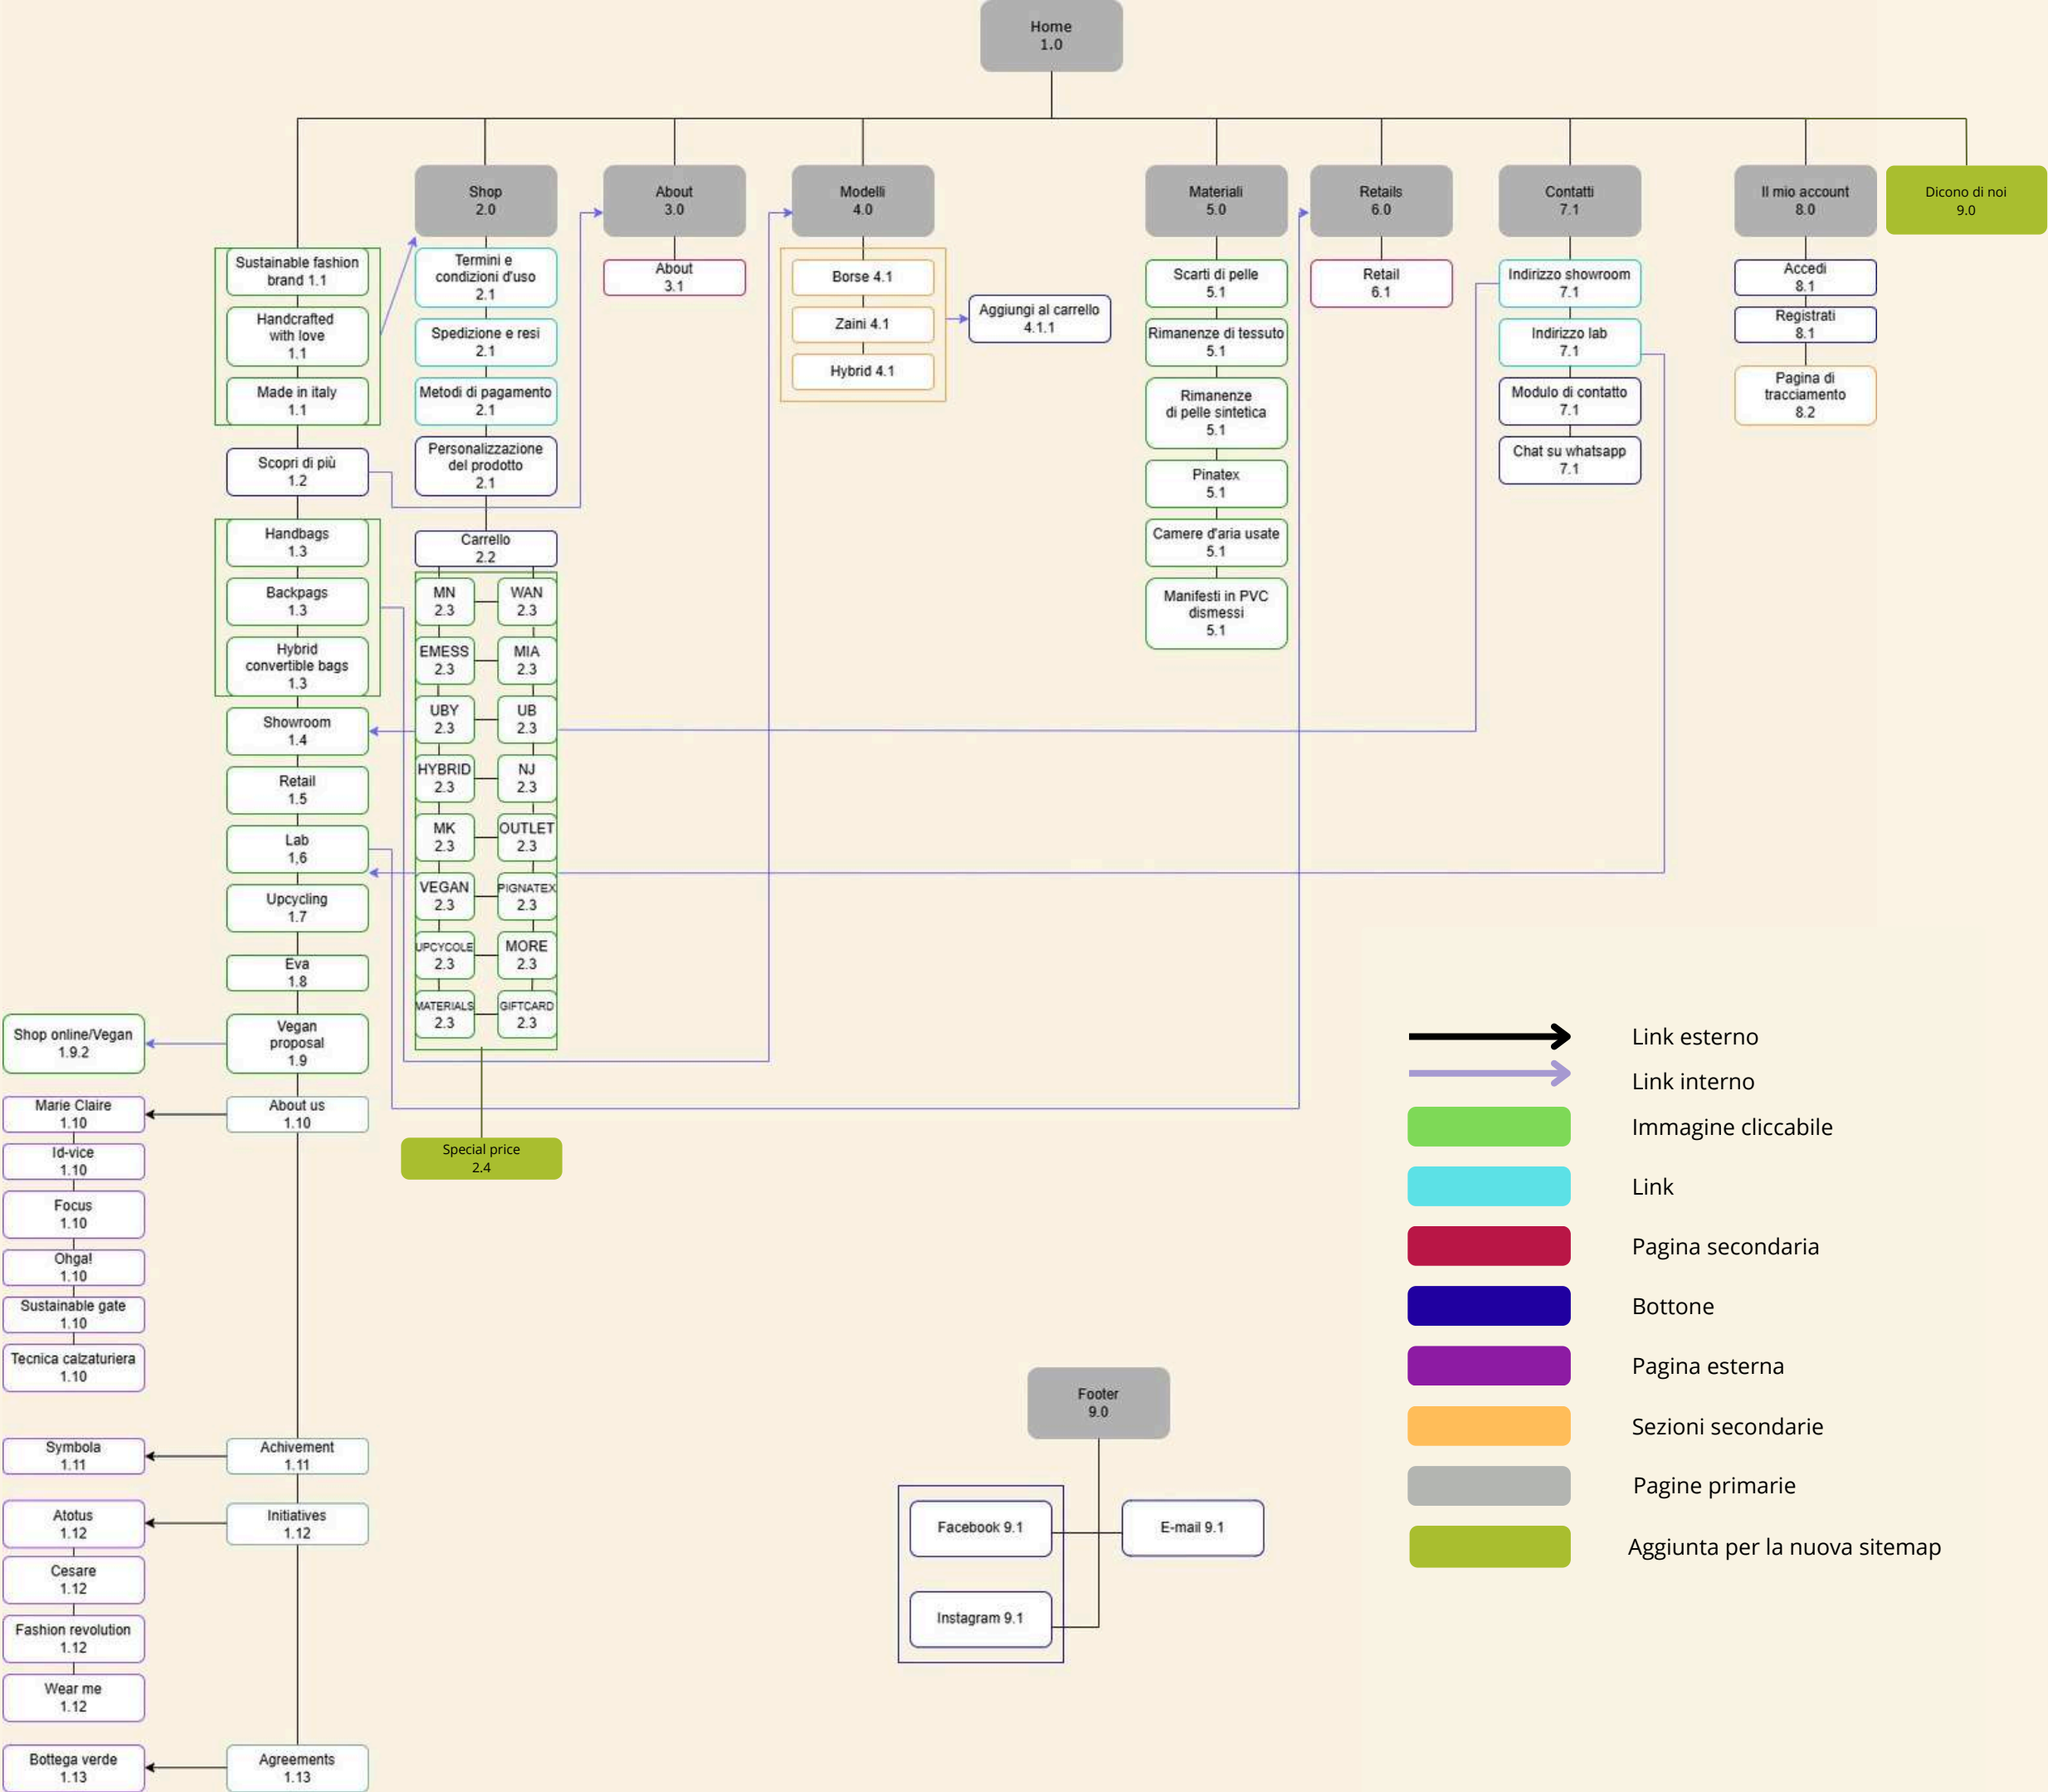 Home
1.0
Shop
2.0
About
3.0
Modelli
4.0
Materiali
5.0
Retails
6.0
Contatti
7.1
Il mio account
8.0
Dicono di noi
9.0
Sustainable fashion
brand 1.1
Handcrafted
with love
1.1
Made in italy
1.1
Scopri di più
1.2
Handbags
1.3
Backpags
1.3
Hybrid
convertible bags
1.3
Showroom
1.4
Retail
1.5
Lab
1,6
Upcycling
1.7
Eva
1.8
Vegan
proposal
1.9
Shop online/Vegan
1.9.2
About us
1.10
Marie Claire
1.10
Id-vice
1.10
Focus
1.10
Ohga!
1.10
Sustainable gate
1.10
Tecnica calzaturiera
1.10
Achivement
1.11
Symbola
1.11
Initiatives
1.12
Atotus
1.12
Cesare
1.12
Fashion revolution
1.12
Wear me
1.12
Agreements
1.13
Bottega verde
1.13
Termini e
condizioni d'uso
2.1
Spedizione e resi
2.1
Metodi di pagamento
2.1
Personalizzazione
del prodotto
2.1
Carrello
2.2
MN
2.3
WAN
2.3
EMESS
2.3
MIA
2.3
UBY
2.3
UB
2.3
HYBRID
2.3
NJ
2.3
MK
2.3
OUTLET
2.3
VEGAN
2.3
PIGNATEX
2.3
UPCYCOLE
2.3
MORE
2.3
MATERIALS
2.3
GIFTCARD
2.3
Special price
2.4
About
3.1
Borse 4.1
Zaini 4.1
Hybrid 4.1
Aggiungi al carrello
4.1.1
Scarti di pelle
5.1
Rimanenze di tessuto
5.1
Rimanenze
di pelle sintetica
5.1
Pinatex
5.1
Camere d'aria usate
5.1
Manifesti in PVC
dismessi
5.1
Retail
6.1
Indirizzo showroom
7.1
Indirizzo lab
7.1
Modulo di contatto
7.1
Chat su whatsapp
7.1
Accedi
8.1
Registrati
8.1
Pagina di
tracciamento
8.2
Footer
9.0
Facebook 9.1
E-mail 9.1
Instagram 9.1
Link esterno
Link interno
Immagine cliccabile
Link
Pagina secondaria
Bottone
Pagina esterna
Sezioni secondarie
Pagine primarie
Aggiunta per la nuova sitemap